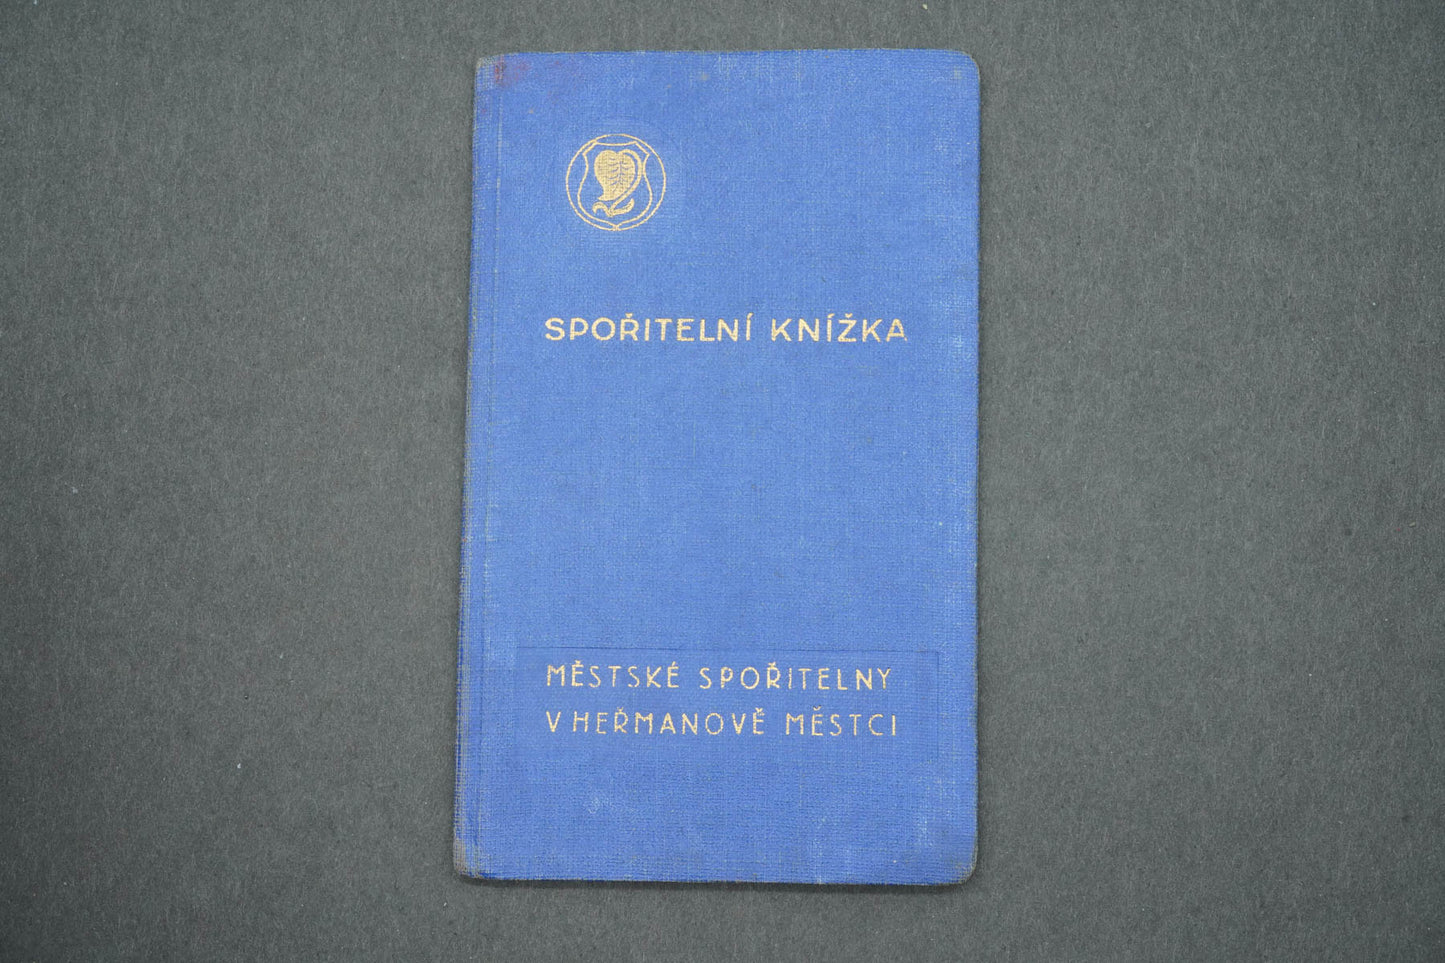 SPOŘITELNÍ KNÍŽKA
MĚSTSKÉ SPOŘITELNY
V HEŘMANOVĚ MĚSTCI